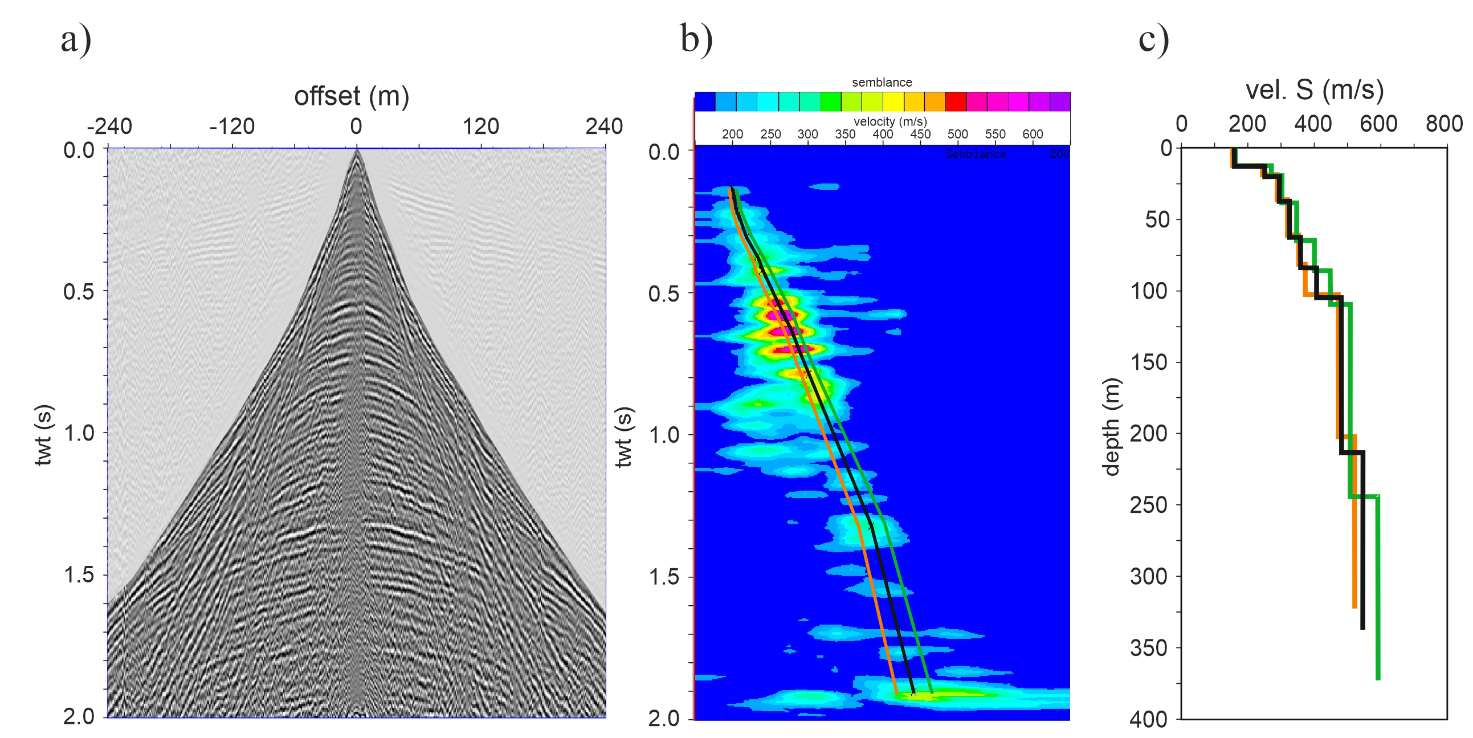 a)
b)
c)
offset (m)
-240 -120 0 120 240
0.0
0.5
1.0
1.5
2.0
twt (s)
semblance
velocity (m/s)
200 250 300 350 400 450 500 550 600
Semblance 200
0.0
0.5
1.0
1.5
2.0
twt (s)
vel. S (m/s)
0 200 400 600 800
0
50
100
150
200
250
300
350
400
depth (m)